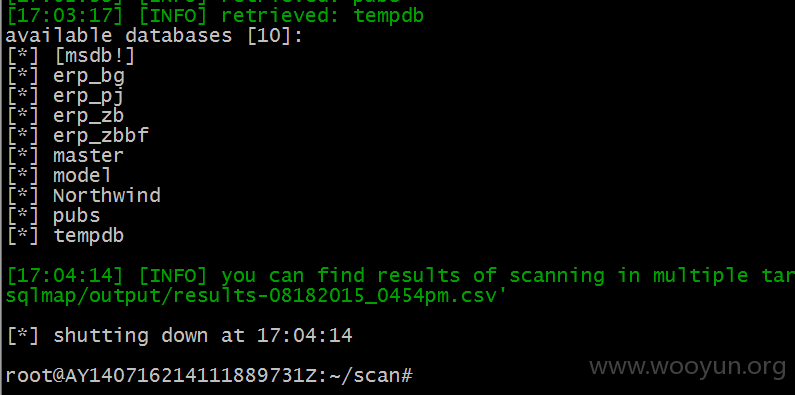 [17:03:17] [INFO] retrieved: tempdb
available databases [10]:
[*] [msdb!]
[*] erp_bg
[*] erp_pj
[*] erp_zb
[*] erp_zbbf
[*] master
[*] model
[*] Northwind
[*] pubs
[*] tempdb
[17:04:14] [INFO] you can find results of scanning in multiple tar
sqlmap/output/results-08182015_0454pm.csv'
[*] shutting down at 17:04:14
root@AY140716214111889731Z:~/scan#
www.wooyun.org